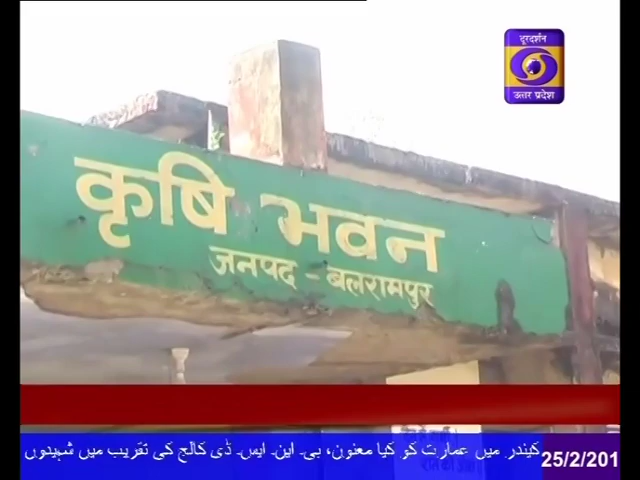 दूरदर्शन
उत्तर प्रदेश
कृषि भवन
जनपद - बलरामपुर
کیندر میں عمارت کو کیا معنون، بی۔ این۔ ایس۔ ڈی کالج کی تقریب میں شہیدوں
25/2/201